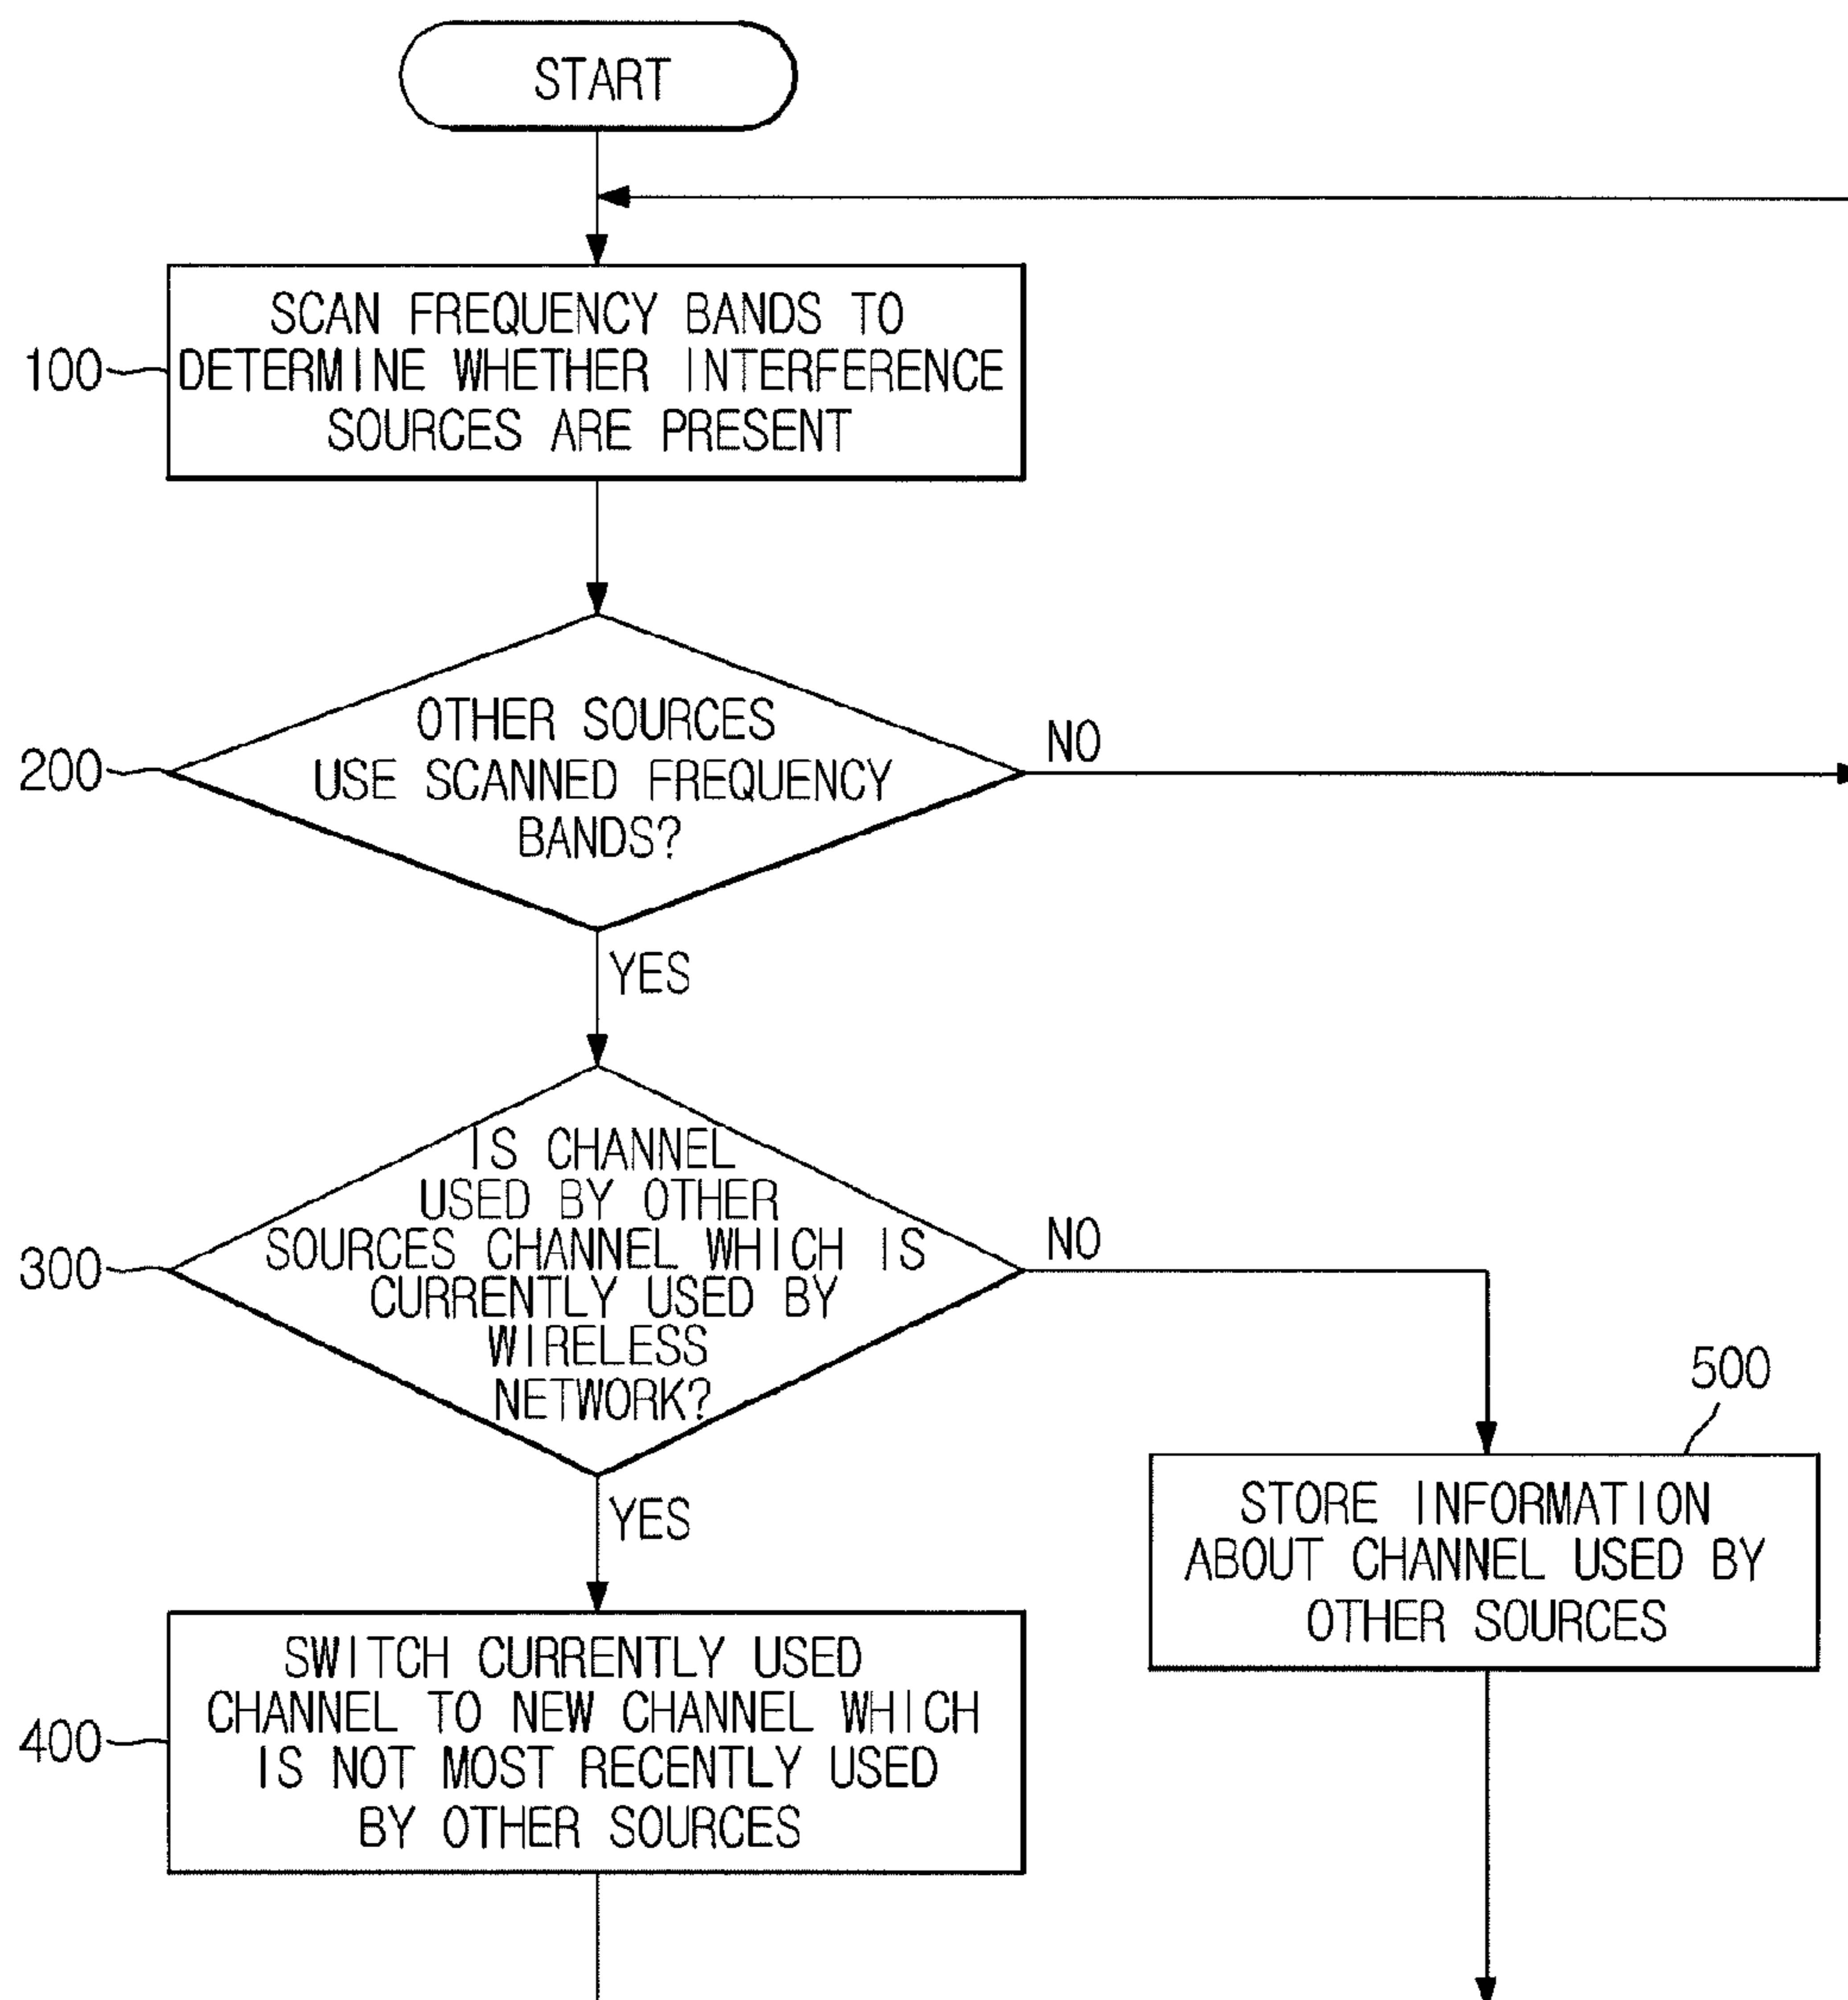 START
SCAN FREQUENCY BANDS TO
100
DETERMINE WHETHER INTERFERENCE
SOURCES ARE PRESENT
OTHER SOURCES
NO
200
USE SCANNED FREQUENCY
BANDS?
YES
IS CHANNEL
USED BY OTHER
SOURCES CHANNEL WHICH IS
NO
300
CURRENTLY USED BY
WIRELESS
NETWORK?
500
YES
STORE INFORMATION
ABOUT CHANNEL USED BY
OTHER SOURCES
SWITCH CURRENTLY USED
CHANNEL TO NEW CHANNEL WHICH
400
IS NOT MOST RECENTLY USED
BY OTHER SOURCES